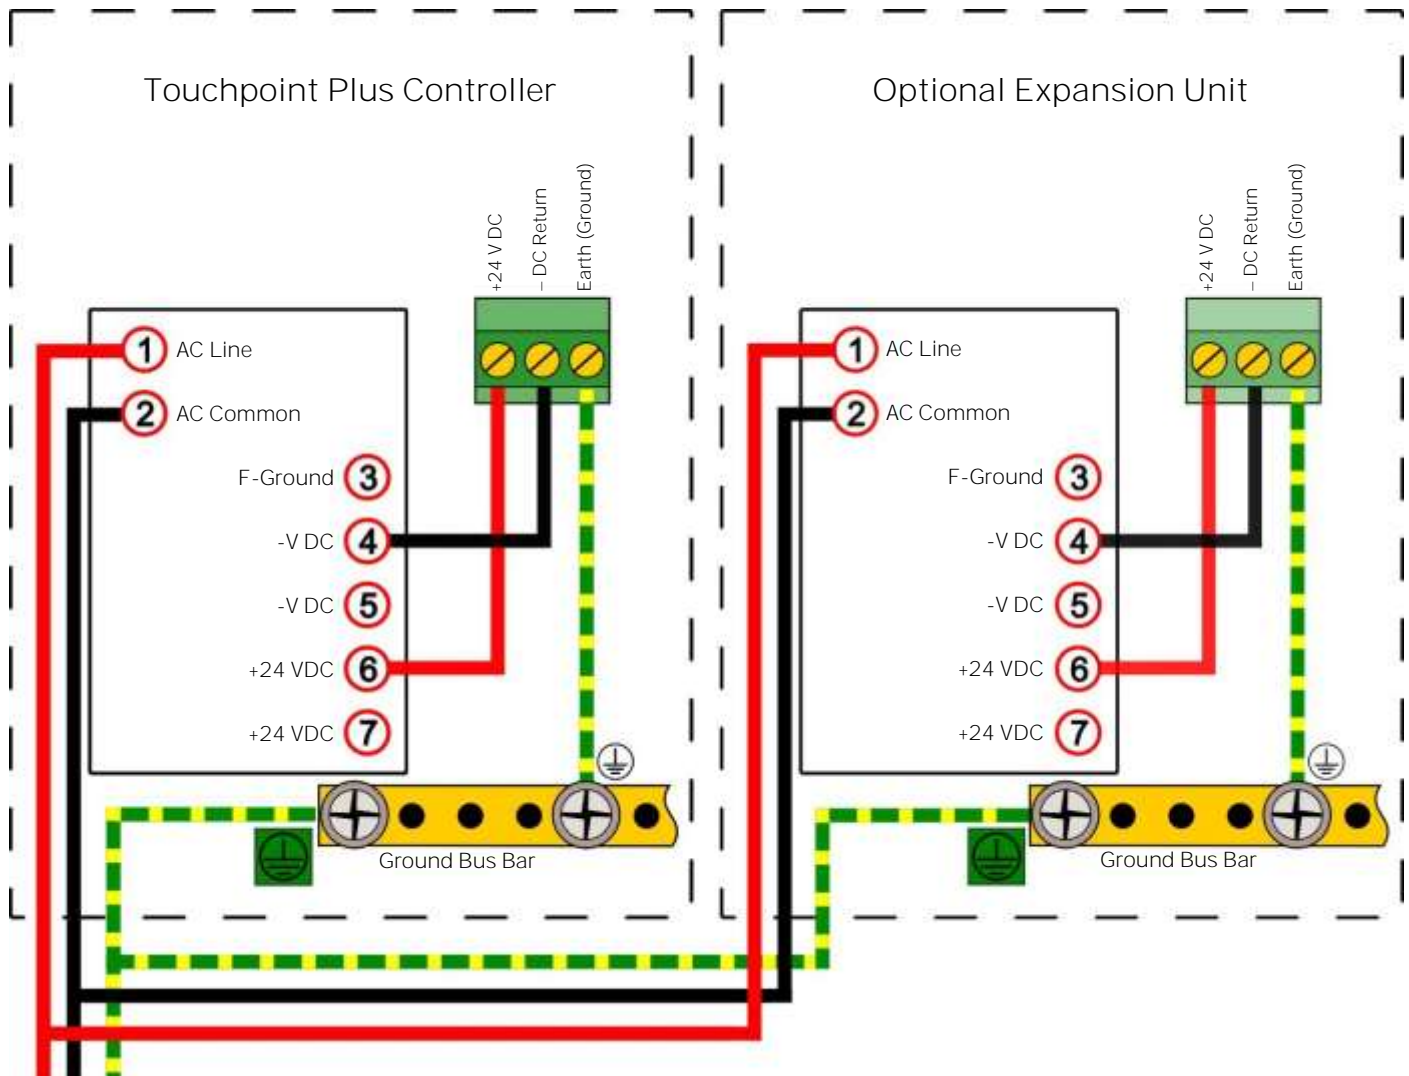 Touchpoint Plus Controller
+24 V DC
– DC Return
Earth (Ground)
1 AC Line
2 AC Common
F-Ground 3
-V DC 4
-V DC 5
+24 VDC 6
+24 VDC 7
Ground Bus Bar
Optional Expansion Unit
+24 V DC
– DC Return
Earth (Ground)
1 AC Line
2 AC Common
F-Ground 3
-V DC 4
-V DC 5
+24 VDC 6
+24 VDC 7
Ground Bus Bar